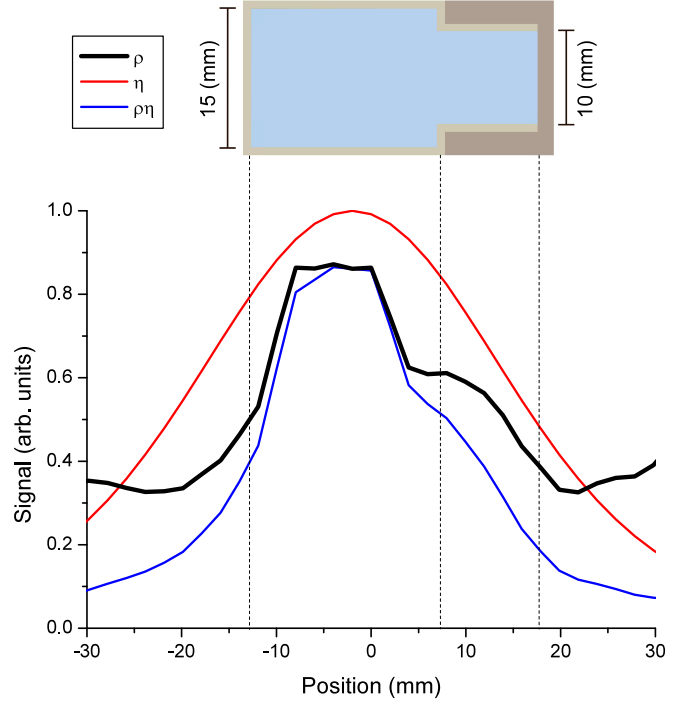 ρ
η
ρη
15 (mm)
10 (mm)
Signal (arb. units)
1.0
0.8
0.6
0.4
0.2
0.0
-30
-20
-10
0
10
20
30
Position (mm)